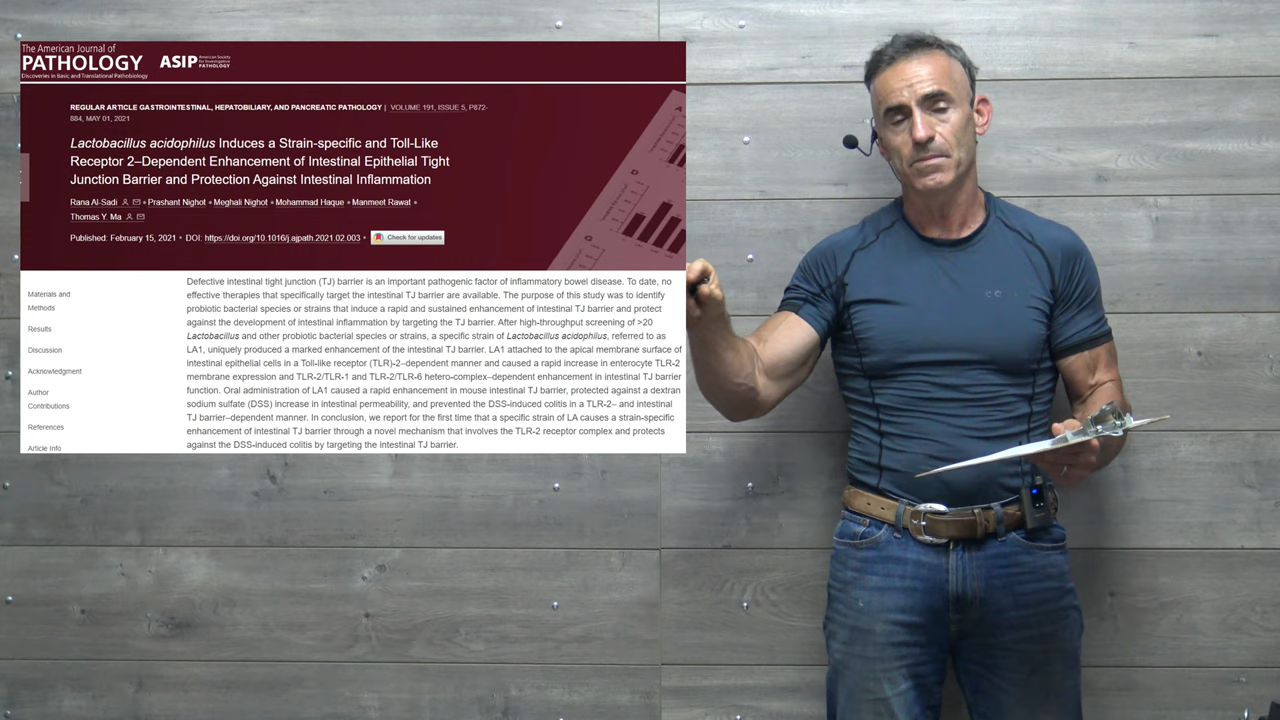 The American Journal of
PATHOLOGY
Discoveries in Basic and Translational Pathobiology
ASIP American Society for Investigative PATHOLOGY
REGULAR ARTICLE GASTROINTESTINAL, HEPATOBILIARY, AND PANCREATIC PATHOLOGY | VOLUME 191, ISSUE 5, P872-
884, MAY 01, 2021
Lactobacillus acidophilus Induces a Strain-specific and Toll-Like
Receptor 2–Dependent Enhancement of Intestinal Epithelial Tight
Junction Barrier and Protection Against Intestinal Inflammation
Rana Al-Sadi • Prashant Nighot • Meghali Nighot • Mohammad Haque • Manmeet Rawat •
Thomas Y. Ma
Published: February 15, 2021 • DOI: https://doi.org/10.1016/j.ajpath.2021.02.003 • Check for updates
Materials and
Methods
Results
Discussion
Acknowledgment
Author
Contributions
References
Article Info
Defective intestinal tight junction (TJ) barrier is an important pathogenic factor of inflammatory bowel disease. To date, no
effective therapies that specifically target the intestinal TJ barrier are available. The purpose of this study was to identify
probiotic bacterial species or strains that induce a rapid and sustained enhancement of intestinal TJ barrier and protect
against the development of intestinal inflammation by targeting the TJ barrier. After high-throughput screening of >20
Lactobacillus and other probiotic bacterial species or strains, a specific strain of Lactobacillus acidophilus, referred to as
LA1, uniquely produced a marked enhancement of the intestinal TJ barrier. LA1 attached to the apical membrane surface of
intestinal epithelial cells in a Toll-like receptor (TLR)-2–dependent manner and caused a rapid increase in enterocyte TLR-2
membrane expression and TLR-2/TLR-1 and TLR-2/TLR-6 hetero-complex–dependent enhancement in intestinal TJ barrier
function. Oral administration of LA1 caused a rapid enhancement in mouse intestinal TJ barrier, protected against a dextran
sodium sulfate (DSS) increase in intestinal permeability, and prevented the DSS-induced colitis in a TLR-2– and intestinal
TJ barrier–dependent manner. In conclusion, we report for the first time that a specific strain of LA causes a strain-specific
enhancement of intestinal TJ barrier through a novel mechanism that involves the TLR-2 receptor complex and protects
against the DSS-induced colitis by targeting the intestinal TJ barrier.